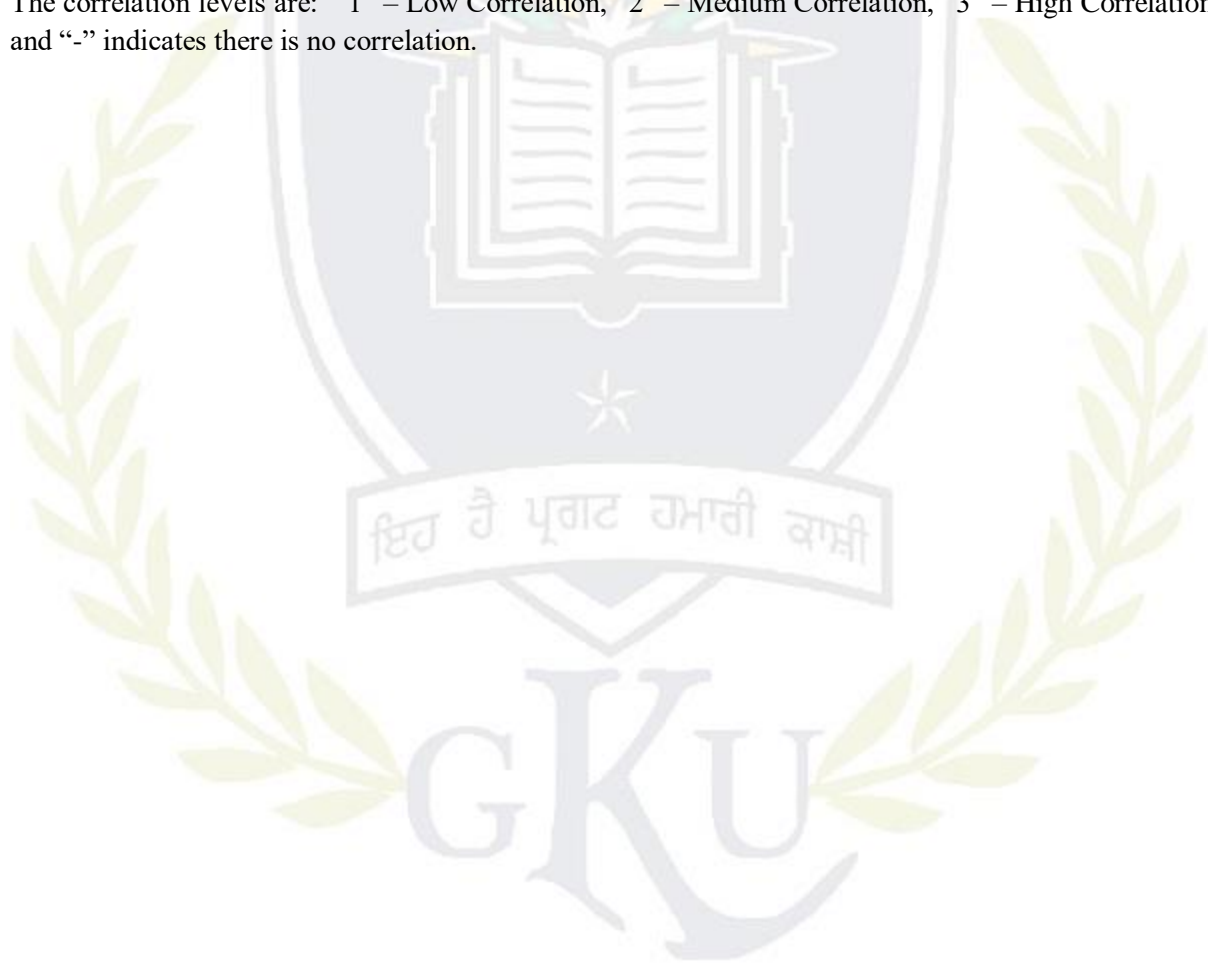 The correlation levels are: “1” – Low Correlation, “2” – Medium Correlation, “3” – High Correlation
and “-” indicates there is no correlation.
ਇਹ ਹੈ ਪ੍ਰਗਟ ਹਮਾਰੀ ਕਾਸ਼ੀ
GKU